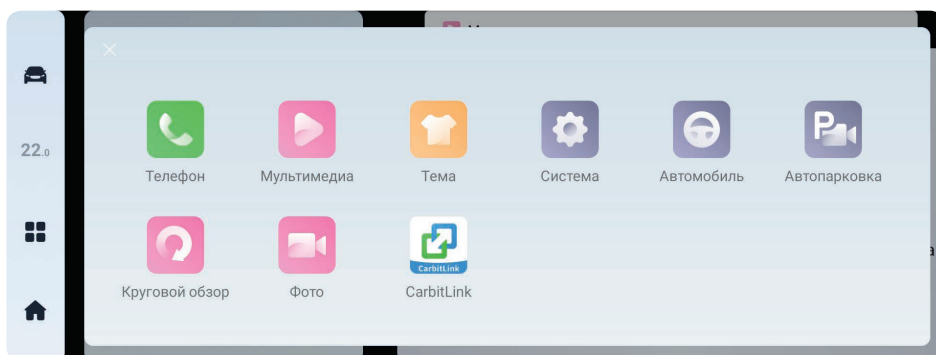 22.0
Телефон
Мультимедиа
Тема
Система
Автомобиль
P
Автопарковка
Круговой обзор
Фото
CarbitLink
CarbitLink